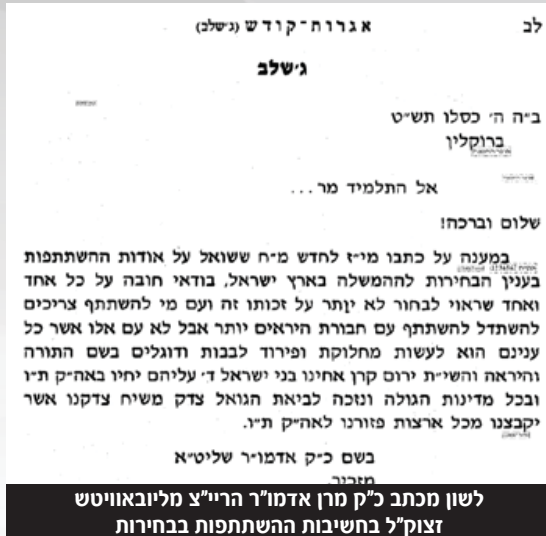 לב
אגרות־קודש (ג׳שלב)
ג׳שלב
ב״ה ה׳ כסלו תש״ט
ברוקלין
אל התלמיד מר...
שלום וברכה!
במענה על כתבו מי״ז לחדש מ״ח ששואל על אודות ההשתתפות
בענין הבחירות לההמשלה בארץ ישראל, בודאי חובה על כל אחד
ואחד שראוי לבחור לא יותר על זכותו זה ועם מי להשתתף צריכים
להשתדל להשתתף עם חבורת היראים יותר אבל לא עם אלו אשר כל
ענינם הוא לעשות מחלוקת ופירוד לבבות ודוגלים בשם התורה
והיראה והשי״ת ירום קרן אחינו בני ישראל ד׳ עליהם יחיו באה״ק ת״ו
ובכל מדינות הגולה ונזכה לביאת הגואל צדק משיח צדקנו אשר
יקבצנו מכל ארצות פזורנו לאה״ק ת״ו.
בשם כ״ק אדמו״ר שליט״א
מזכיר.
לשון מכתב כ״ק מרן אדמו״ר הריי״צ מליובאוויטש
זצוק״ל בחשיבות ההשתתפות בבחירות